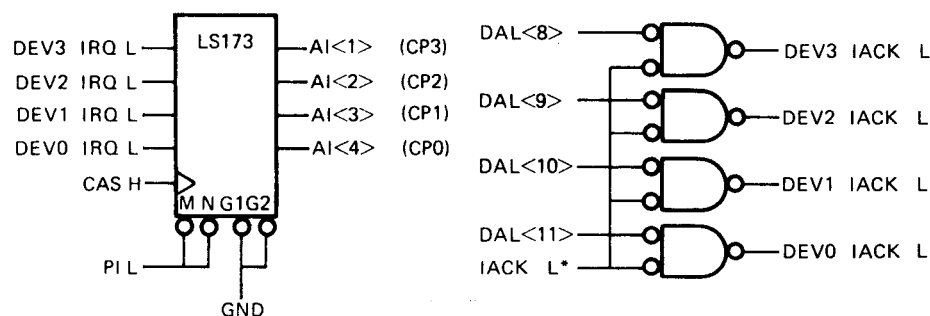 LS173
DEV3 IRQ L AI<1> (CP3)
DEV2 IRQ L AI<2> (CP2)
DEV1 IRQ L AI<3> (CP1)
DEV0 IRQ L AI<4> (CP0)
CAS H
M N G1 G2
PI L
GND
DAL<8> DEV3 IACK L
DAL<9> DEV2 IACK L
DAL<10> DEV1 IACK L
DAL<11> DEV0 IACK L
IACK L*